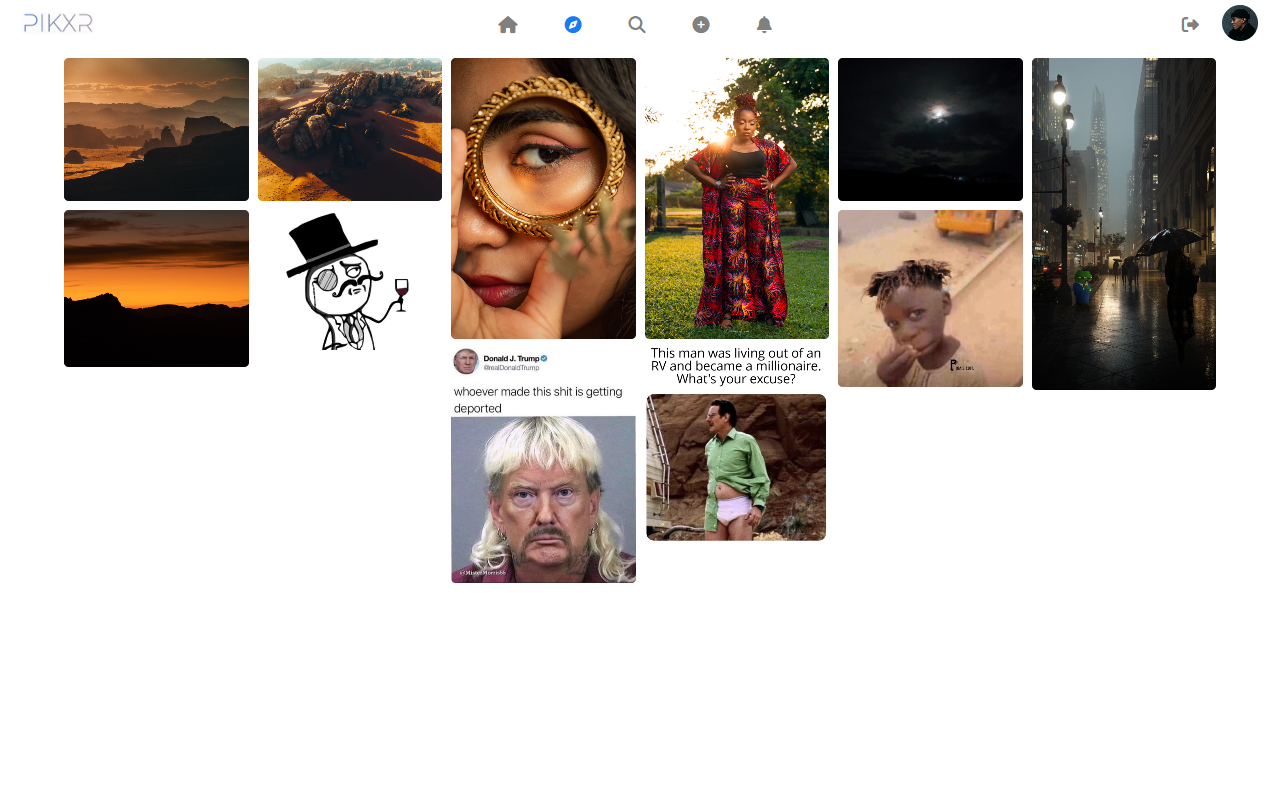 PIKXR
Donald J. Trump
@realDonaldTrump
whoever made this shit is getting
deported
@MisterMorris66
This man was living out of an
RV and became a millionaire.
What's your excuse?